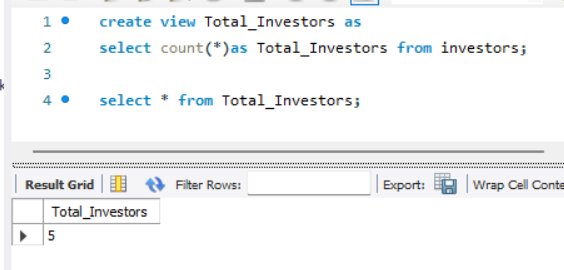 1 create view Total_Investors as
2 select count(*)as Total_Investors from investors;
3
4 select * from Total_Investors;
Result Grid Filter Rows: Export: Wrap Cell Conte
Total_Investors
5